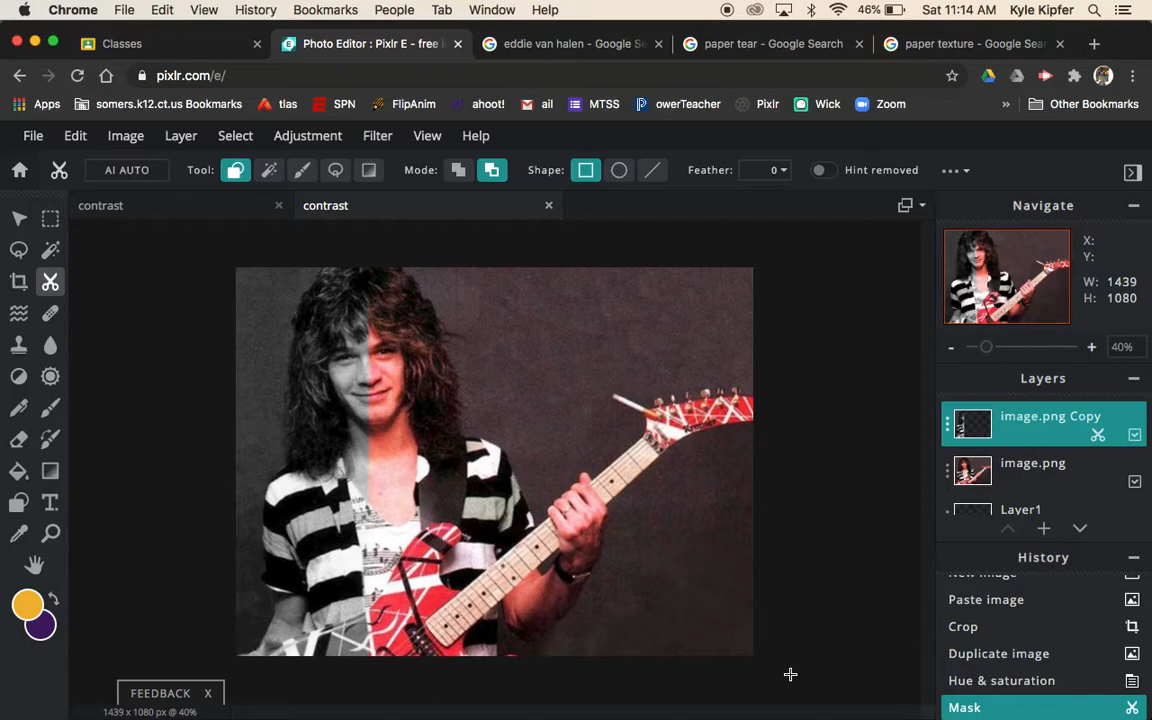 Chrome File Edit View History Bookmarks People Tab Window Help 46% Sat 11:14 AM Kyle Kipfer
Classes Photo Editor : Pixlr E - free eddie van halen - Google Se paper tear - Google Search paper texture - Google Sea
pixlr.com/e/
Apps somers.k12.ct.us Bookmarks tlas SPN FlipAnim ahoot! ail MTSS owerTeacher Pixlr Wick Zoom » Other Bookmarks
File Edit Image Layer Select Adjustment Filter View Help
AI AUTO Tool: Mode: Shape: Feather: 0 Hint removed
contrast contrast Navigate
X:
Y:
W: 1439
H: 1080
40%
Layers
image.png Copy
image.png
Layer1
History
New image
Paste image
Crop
Duplicate image
Hue & saturation
Mask
FEEDBACK X
1439 x 1080 px @ 40%